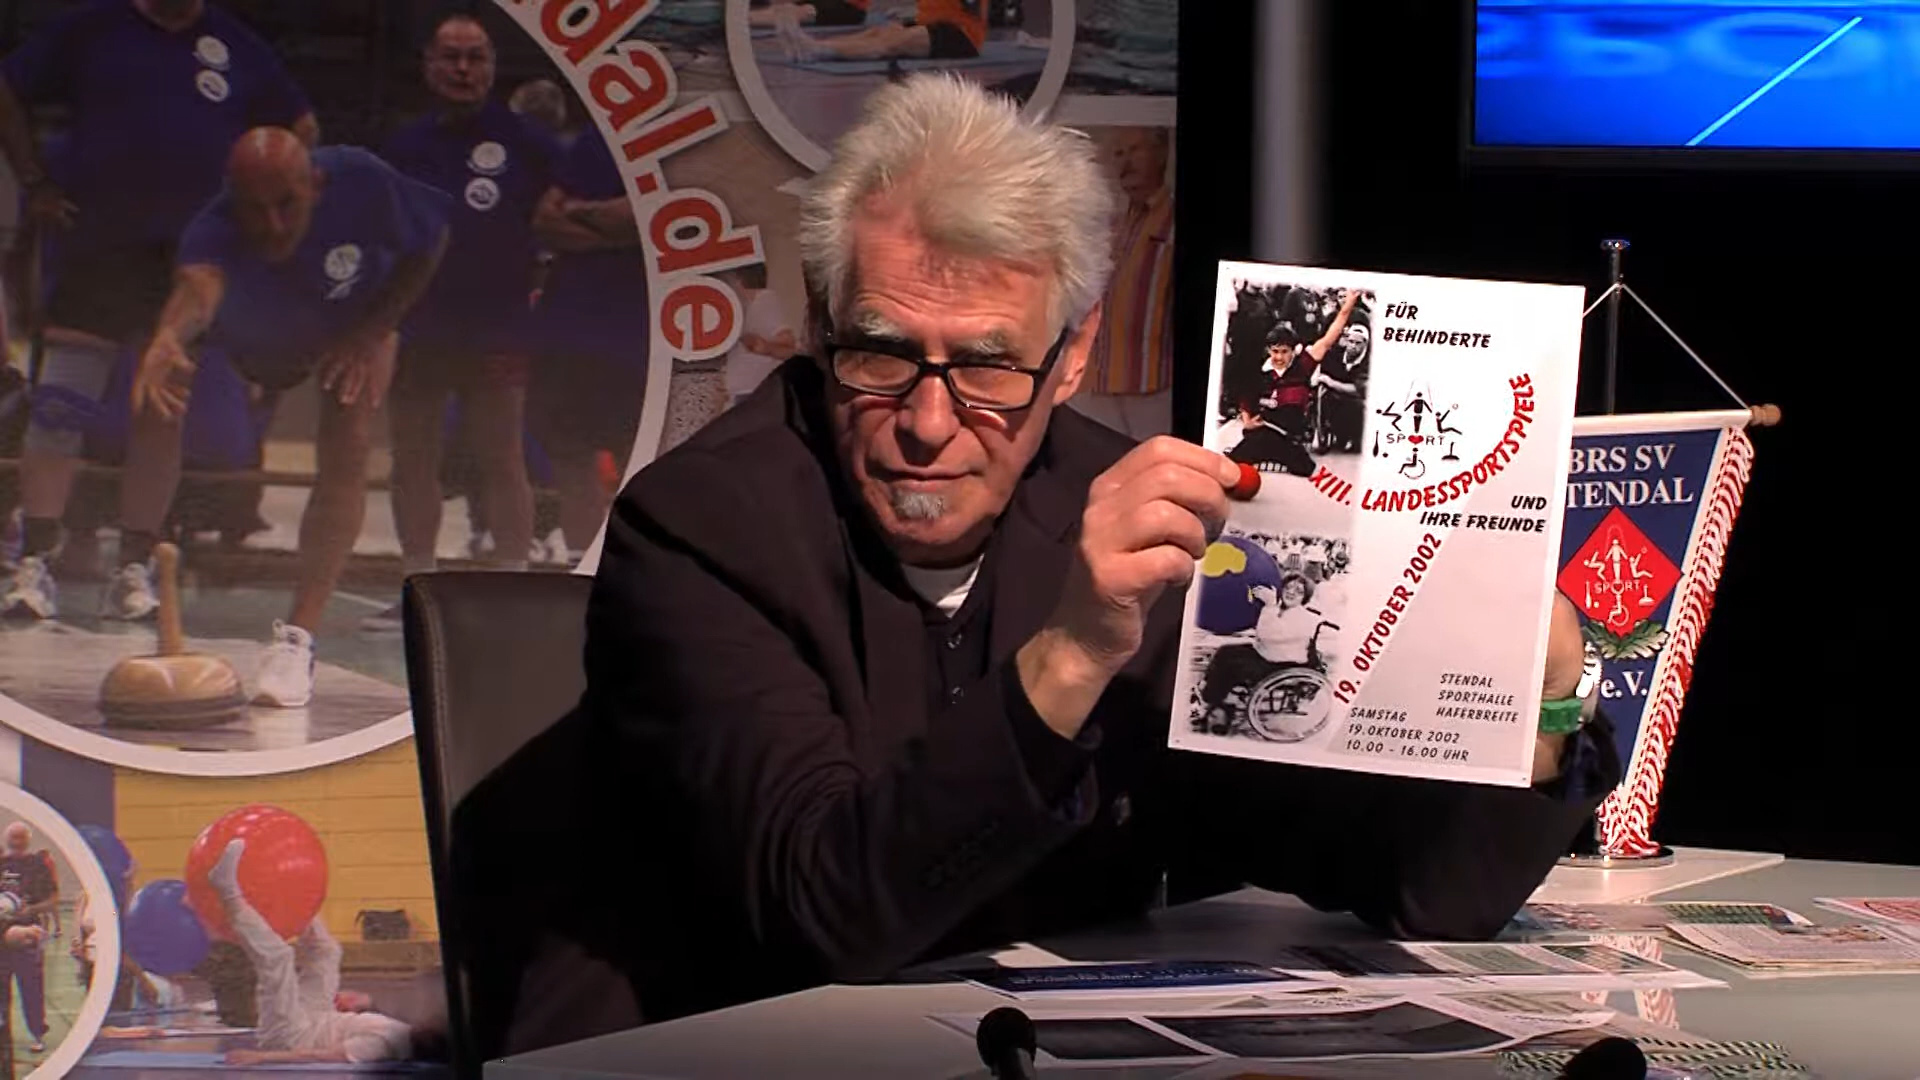 dal.de
FÜR
BEHINDERTE
SPORT
XIII. LANDESSPORTSPIELE
UND
IHRE FREUNDE
19. OKTOBER 2002
STENDAL
SPORTHALLE
HAFERBREITE
SAMSTAG
19.OKTOBER 2002
10.00 - 16.00 UHR
BRS SV
TENDAL
SPORT
e.V.